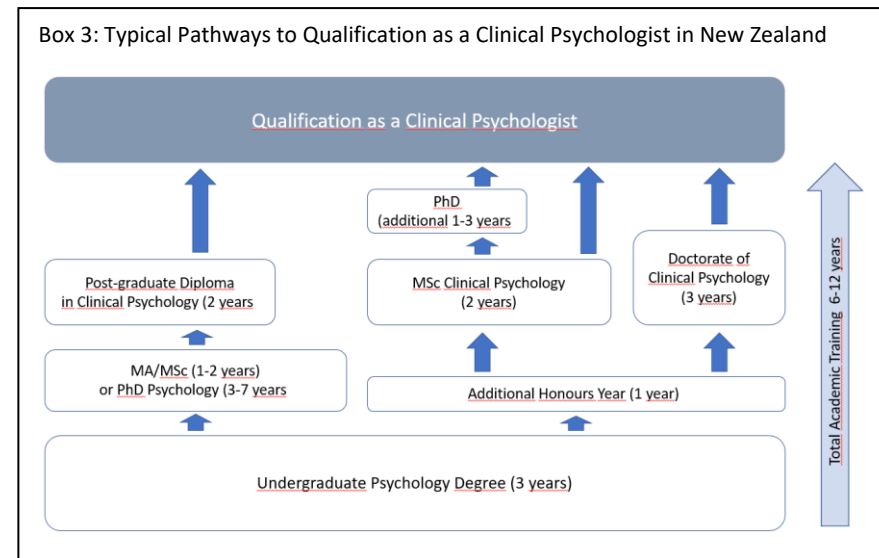 Box 3: Typical Pathways to Qualification as a Clinical Psychologist in New Zealand
Qualification as a Clinical Psychologist
PhD
(additional 1-3 years
Post-graduate Diploma
in Clinical Psychology (2 years
MSc Clinical Psychology
(2 years)
Doctorate of
Clinical Psychology
(3 years)
MA/MSc (1-2 years)
or PhD Psychology (3-7 years
Additional Honours Year (1 year)
Undergraduate Psychology Degree (3 years)
Total Academic Training 6-12 years